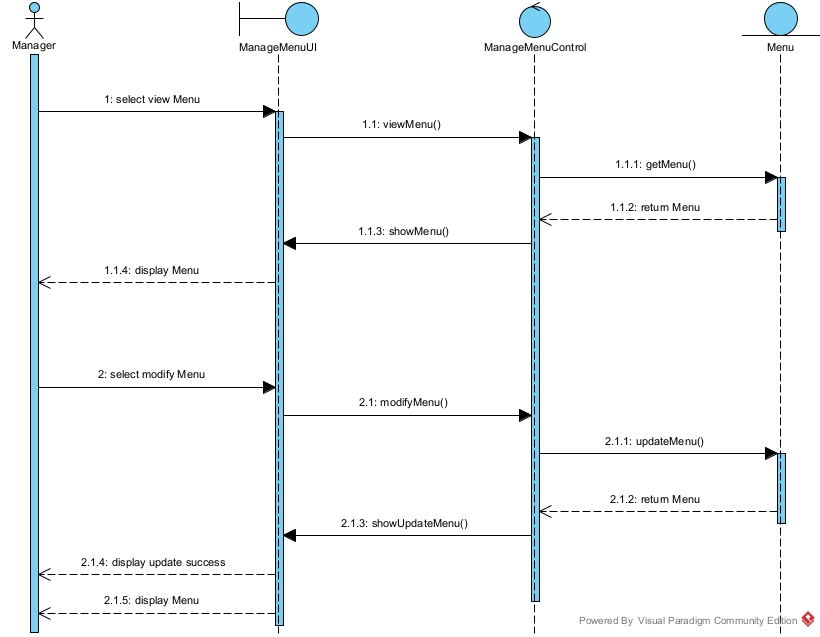 Manager
ManageMenuUI
ManageMenuControl
Menu
1: select view Menu
1.1: viewMenu()
1.1.1: getMenu()
1.1.2: return Menu
1.1.3: showMenu()
1.1.4: display Menu
2: select modify Menu
2.1: modifyMenu()
2.1.1: updateMenu()
2.1.2: return Menu
2.1.3: showUpdateMenu()
2.1.4: display update success
2.1.5: display Menu
Powered By Visual Paradigm Community Edition